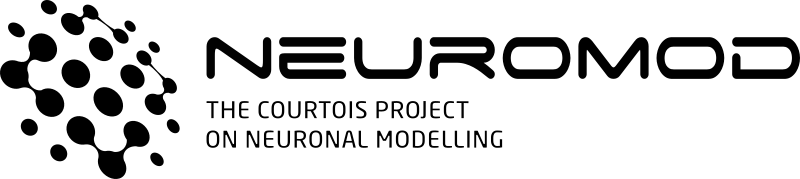 NEUROMOD
THE COURTOIS PROJECT
ON NEURONAL MODELLING